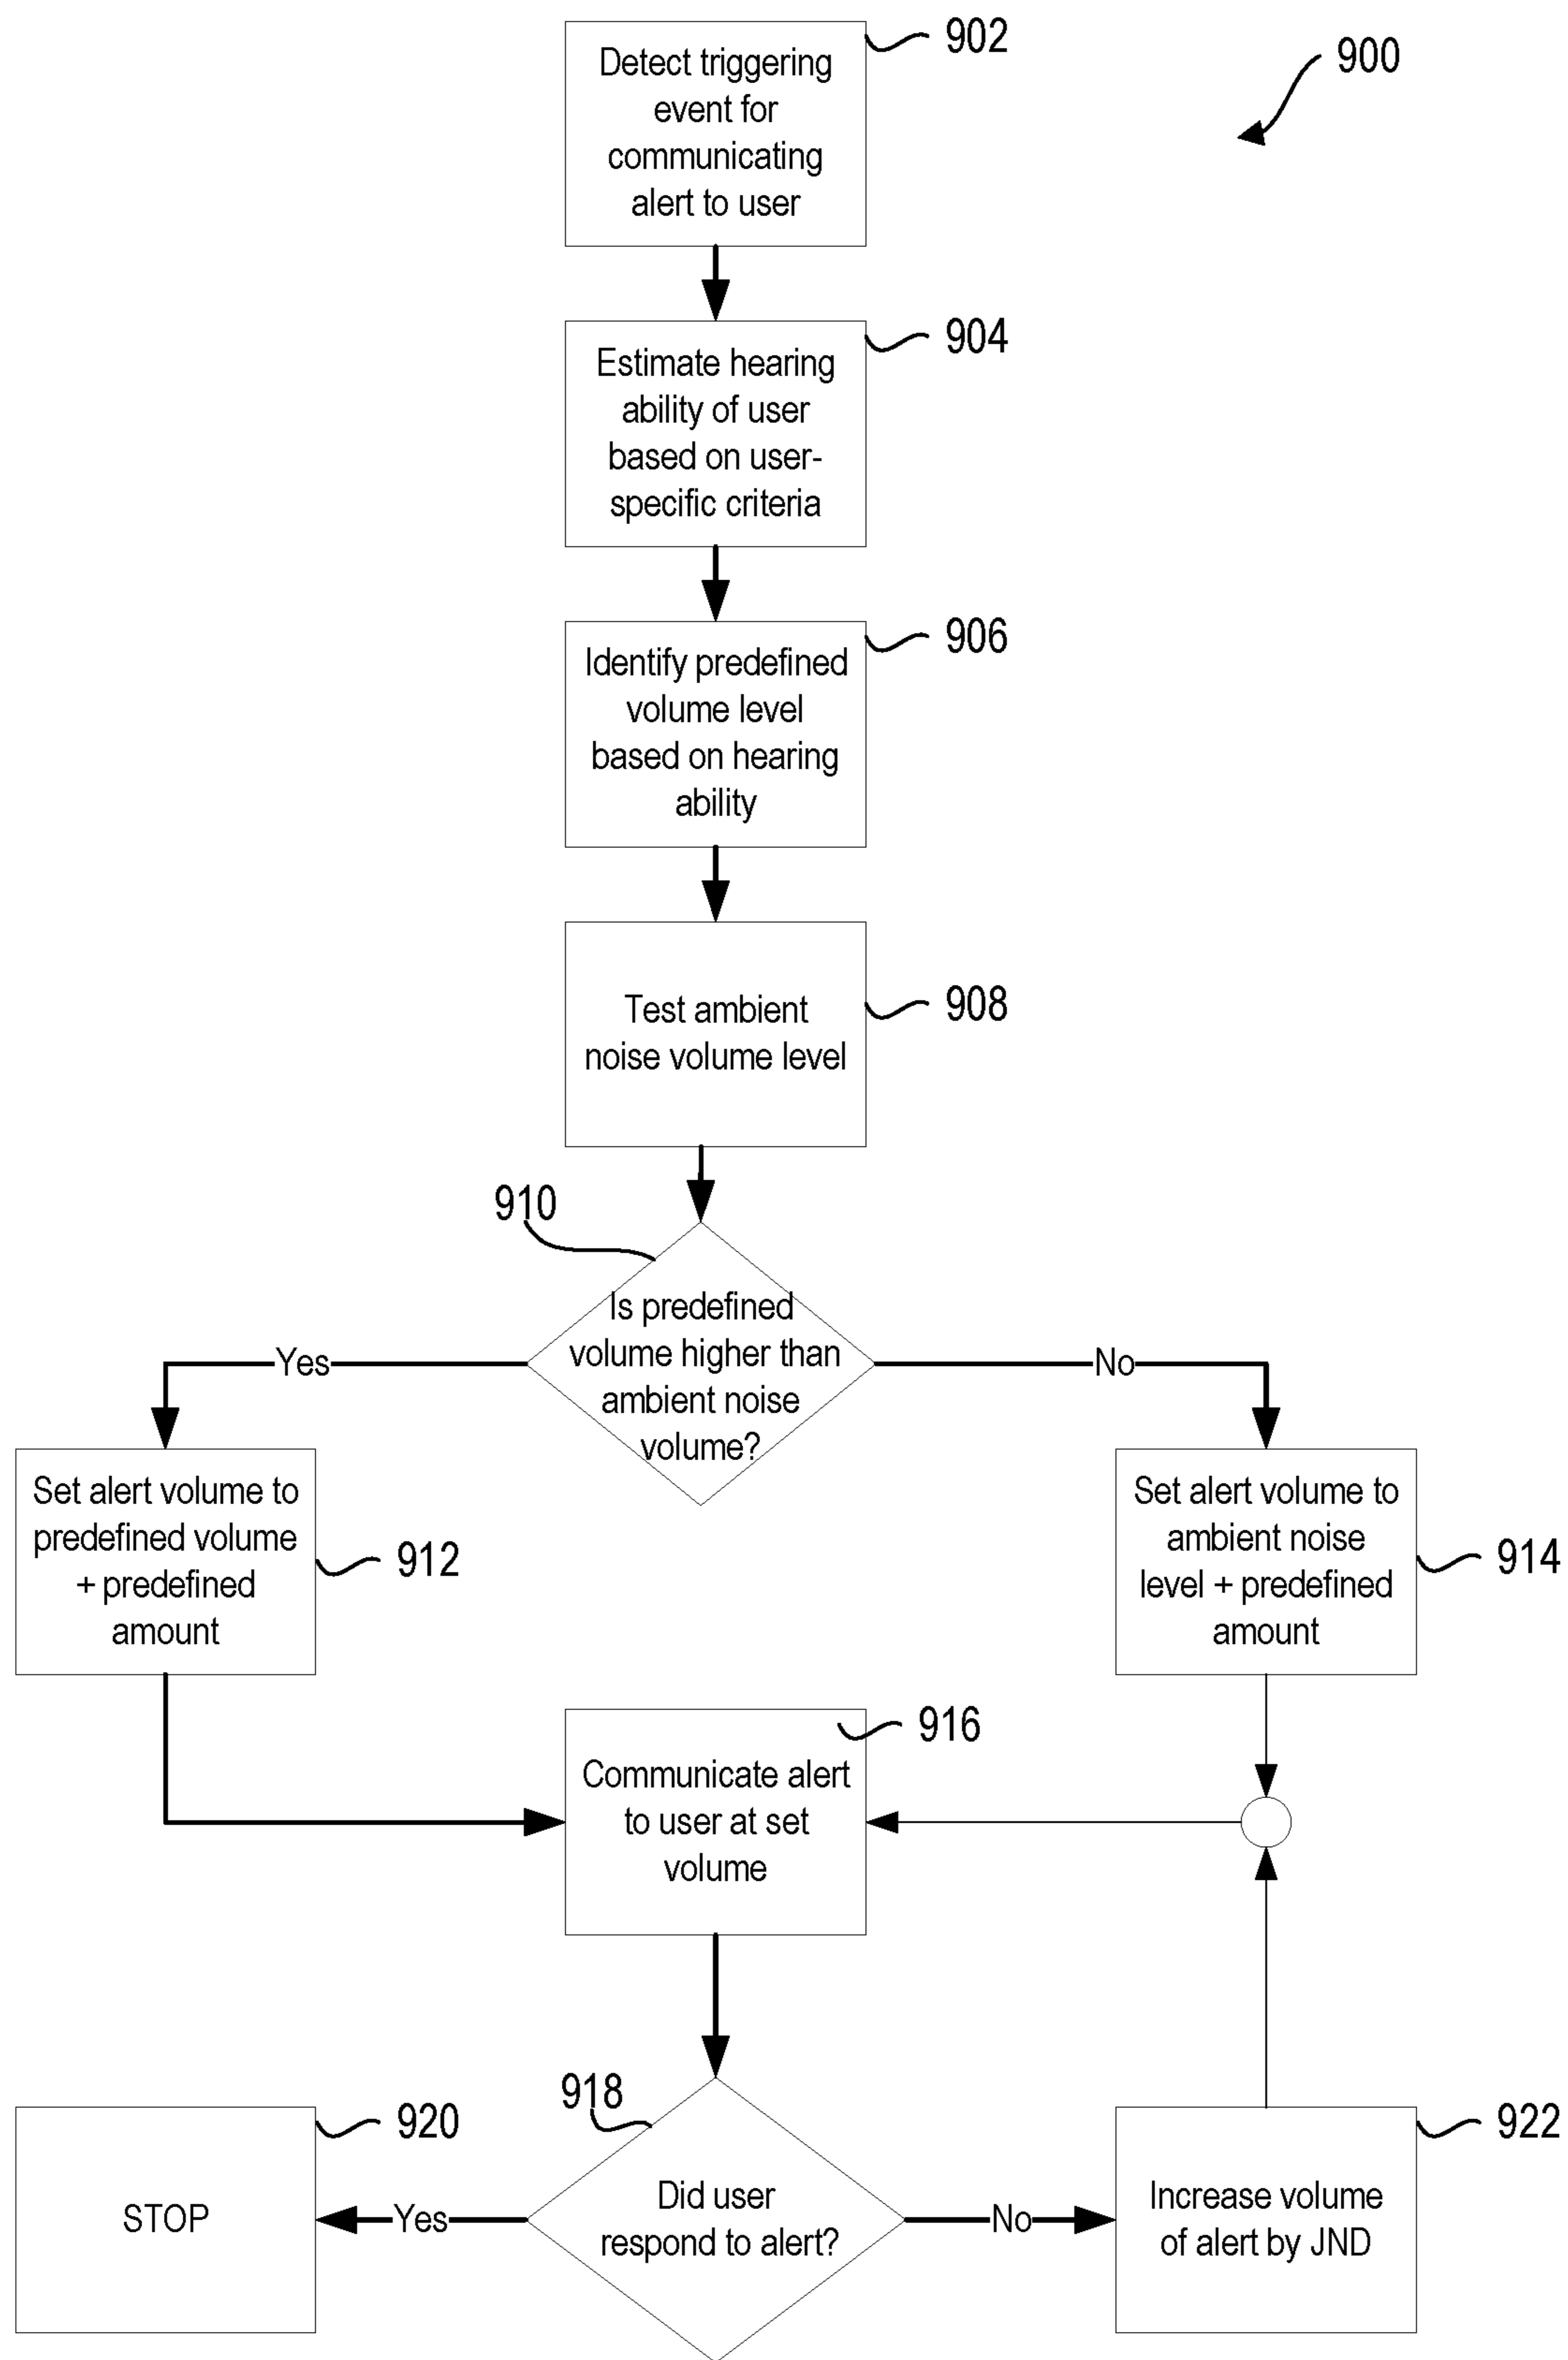 902
900
Detect triggering
event for
communicating
alert to user
904
Estimate hearing
ability of user
based on user-
specific criteria
906
Identify predefined
volume level
based on hearing
ability
908
Test ambient
noise volume level
910
Is predefined
volume higher than
ambient noise
volume?
Yes
No
Set alert volume to
predefined volume
+ predefined
amount
912
Set alert volume to
ambient noise
level + predefined
amount
914
916
Communicate alert
to user at set
volume
918
920
922
STOP
Yes
Did user
respond to alert?
No
Increase volume
of alert by JND